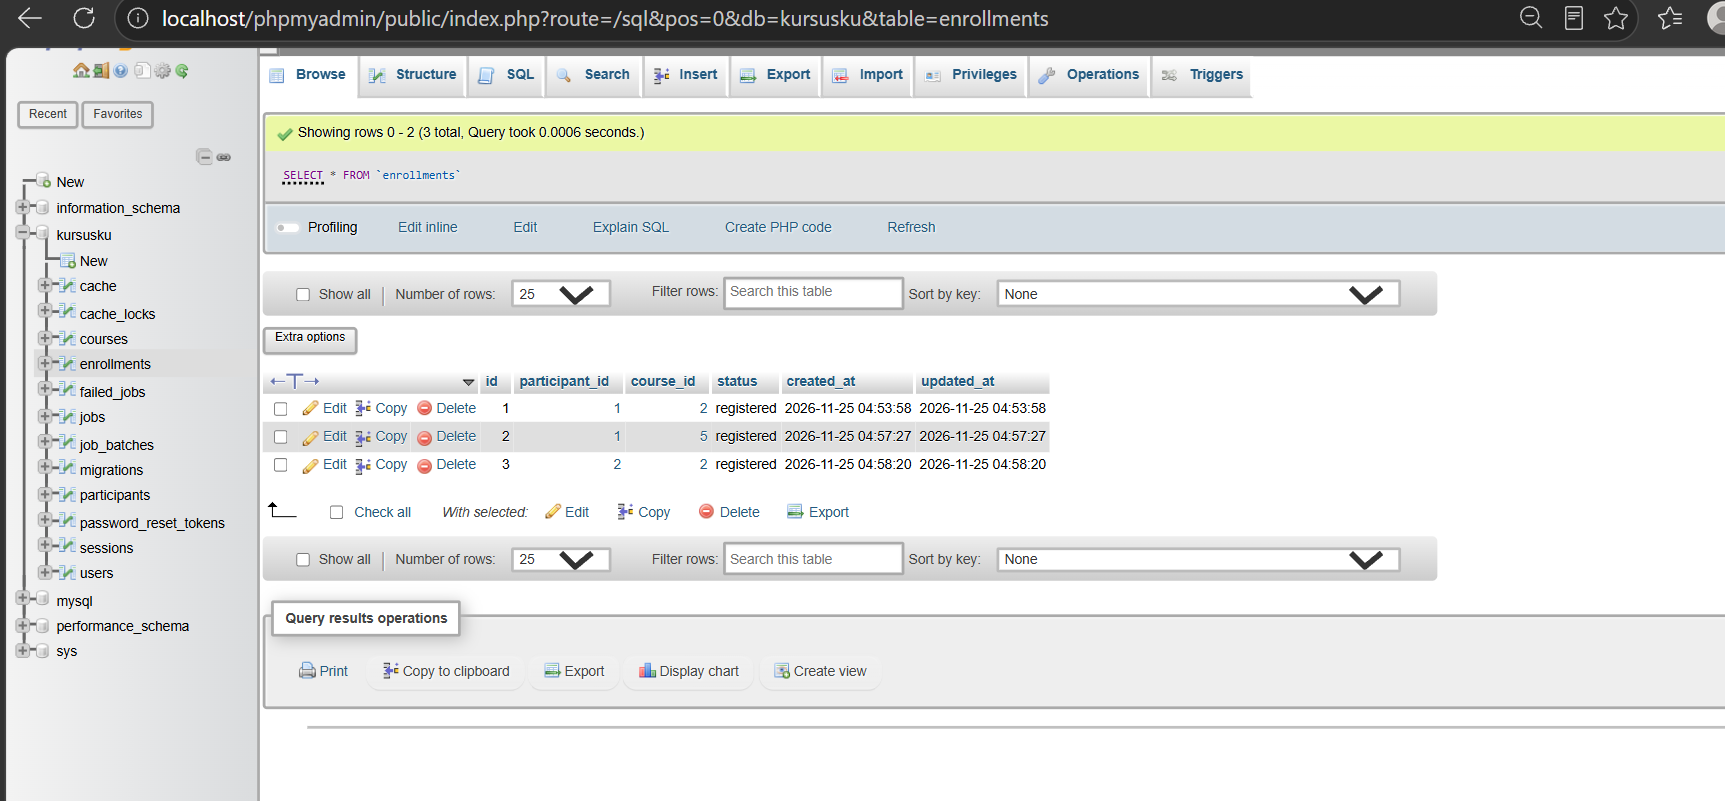 localhost/phpmyadmin/public/index.php?route=/sql&pos=0&db=kursusku&table=enrollments
Recent Favorites
New
information_schema
kursusku
New
cache
cache_locks
courses
enrollments
failed_jobs
jobs
job_batches
migrations
participants
password_reset_tokens
sessions
users
mysql
performance_schema
sys
Browse Structure SQL Search Insert Export Import Privileges Operations Triggers
Showing rows 0 - 2 (3 total, Query took 0.0006 seconds.)
SELECT * FROM `enrollments`
Profiling Edit inline Edit Explain SQL Create PHP code Refresh
Show all Number of rows: 25 Filter rows: Search this table Sort by key: None
Extra options
←T→ id participant_id course_id status created_at updated_at
Edit Copy Delete 1 1 2 registered 2026-11-25 04:53:58 2026-11-25 04:53:58
Edit Copy Delete 2 1 5 registered 2026-11-25 04:57:27 2026-11-25 04:57:27
Edit Copy Delete 3 2 2 registered 2026-11-25 04:58:20 2026-11-25 04:58:20
Check all With selected: Edit Copy Delete Export
Show all Number of rows: 25 Filter rows: Search this table Sort by key: None
Query results operations
Print Copy to clipboard Export Display chart Create view